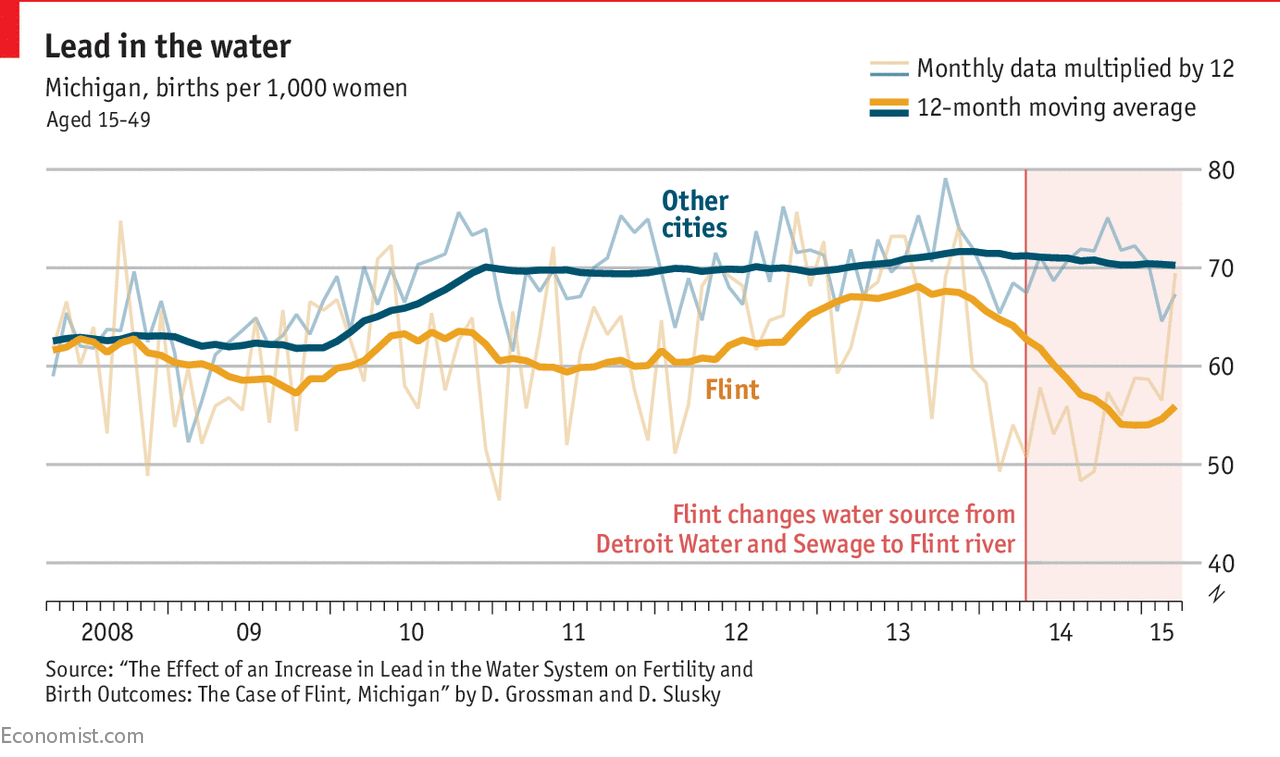 Lead in the water
Michigan, births per 1,000 women
Aged 15-49
Monthly data multiplied by 12
12-month moving average
80
Other
cities
70
60
Flint
50
Flint changes water source from
Detroit Water and Sewage to Flint river
40
2008 09 10 11 12 13 14 15
Source: “The Effect of an Increase in Lead in the Water System on Fertility and
Birth Outcomes: The Case of Flint, Michigan” by D. Grossman and D. Slusky
Economist.com